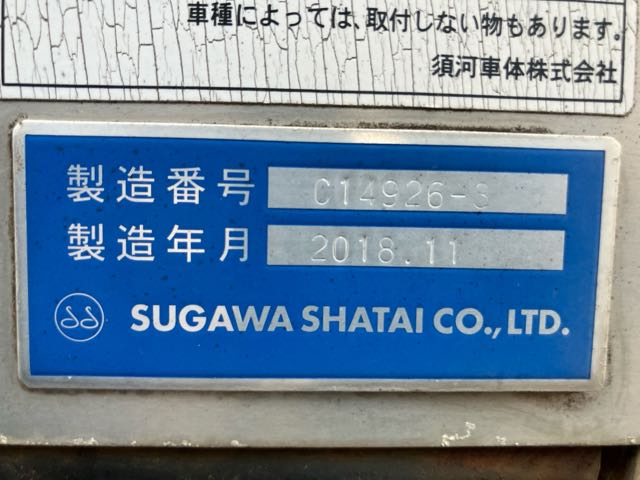 車種によっては、取付しない物もあります。
須河車体株式会社
製造番号 C14926-3
製造年月 2018.11
SUGAWA SHATAI CO., LTD.